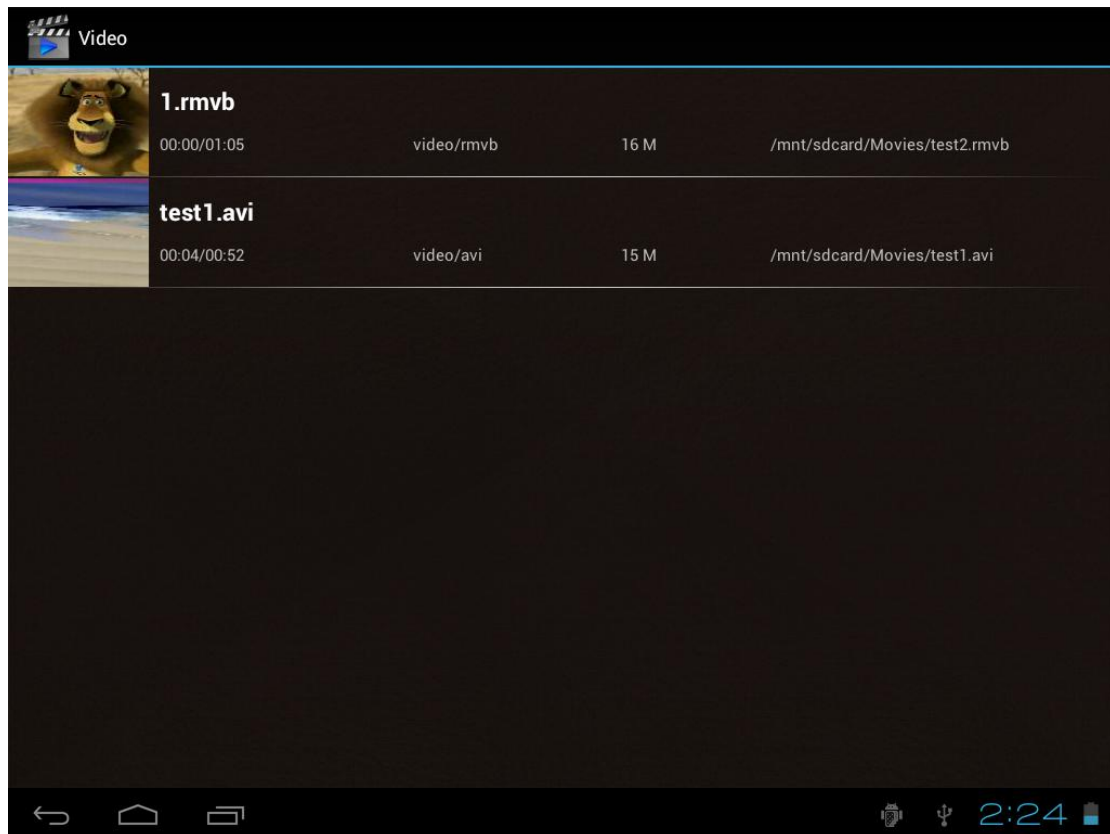 Video
1.rmvb
00:00/01:05 video/rmvb 16 M /mnt/sdcard/Movies/test2.rmvb
test1.avi
00:04/00:52 video/avi 15 M /mnt/sdcard/Movies/test1.avi
2:24